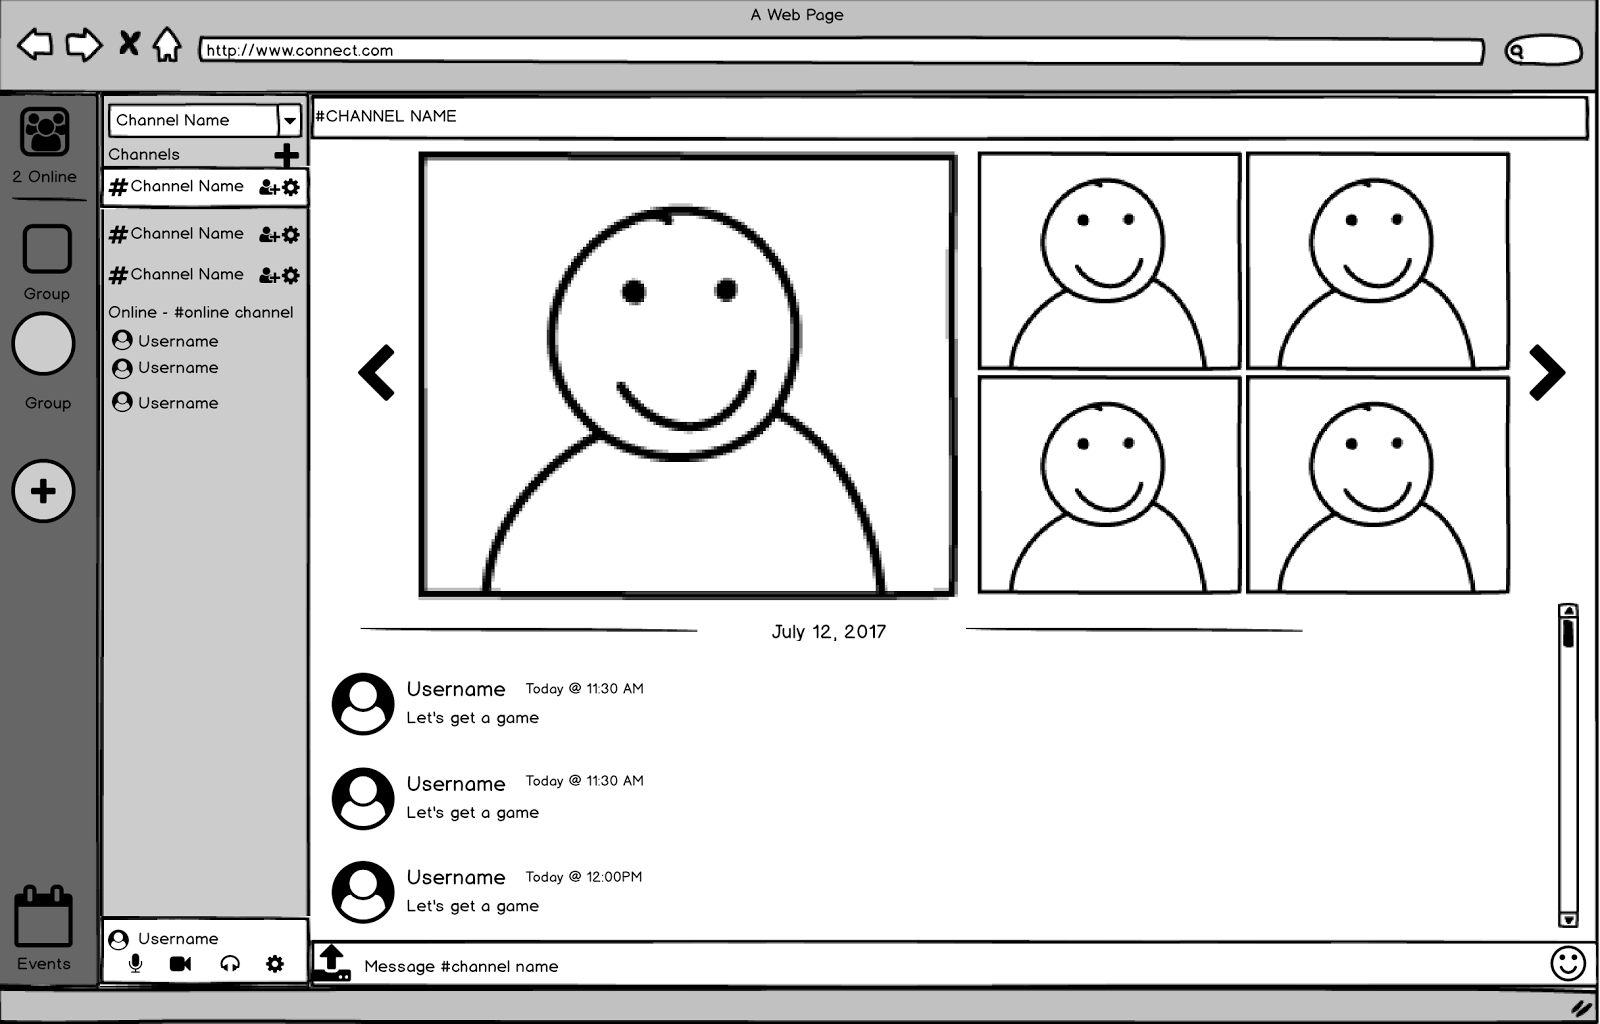 A Web Page
http://www.connect.com
2 Online
Group
Group
Events
Channel Name
Channels
#Channel Name
#Channel Name
#Channel Name
Online - #online channel
Username
Username
Username
Username
#CHANNEL NAME
July 12, 2017
Username Today @ 11:30 AM
Let's get a game
Username Today @ 11:30 AM
Let's get a game
Username Today @ 12:00PM
Let's get a game
Message #channel name